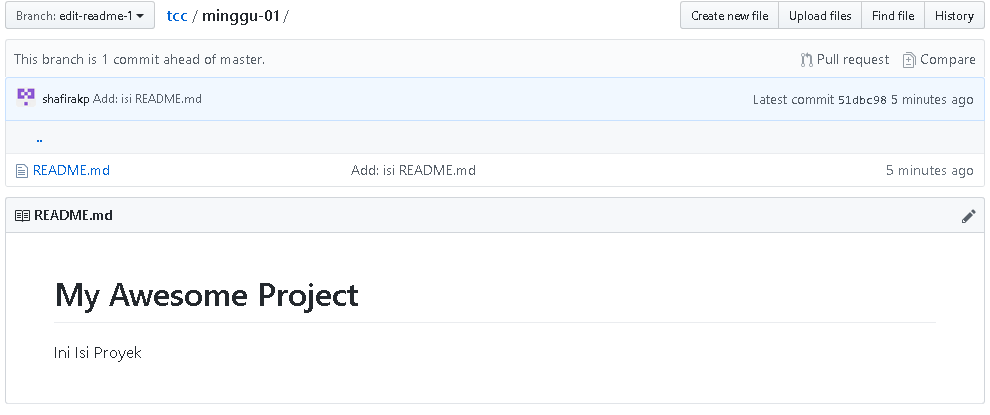 Branch: edit-readme-1 tcc / minggu-01 / Create new file Upload files Find file History
This branch is 1 commit ahead of master. Pull request Compare
shafirakp Add: isi README.md Latest commit 51dbc98 5 minutes ago
..
README.md Add: isi README.md 5 minutes ago
README.md
My Awesome Project
Ini Isi Proyek